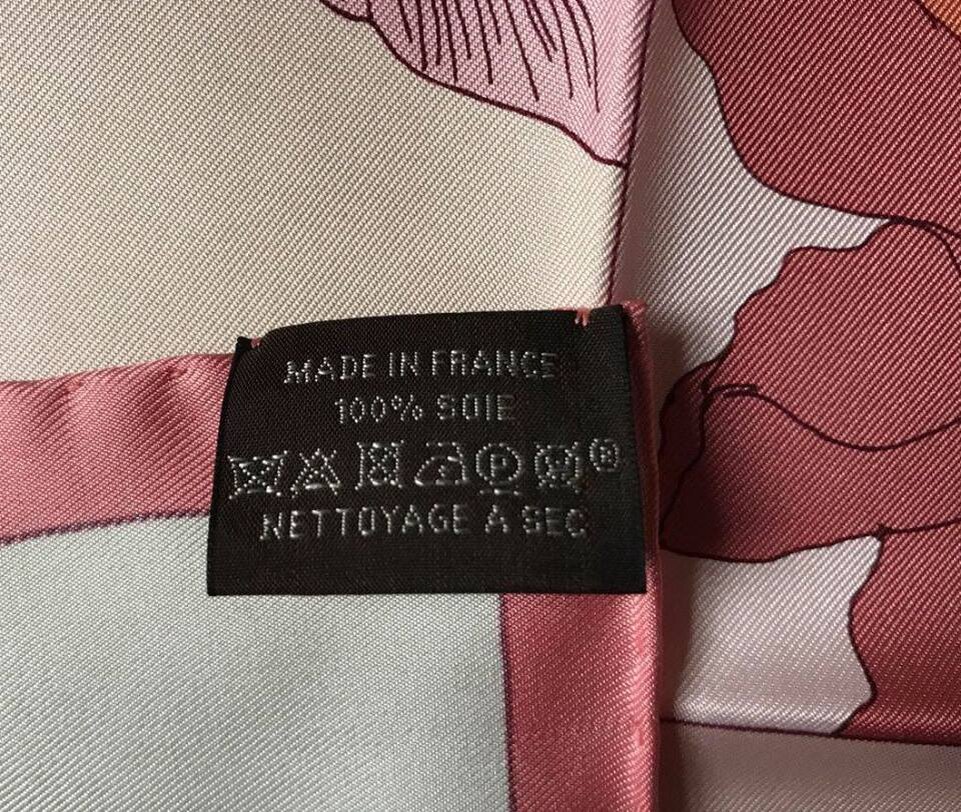 MADE IN FRANCE
100% SOIE
P W ®
NETTOYAGE A SEC